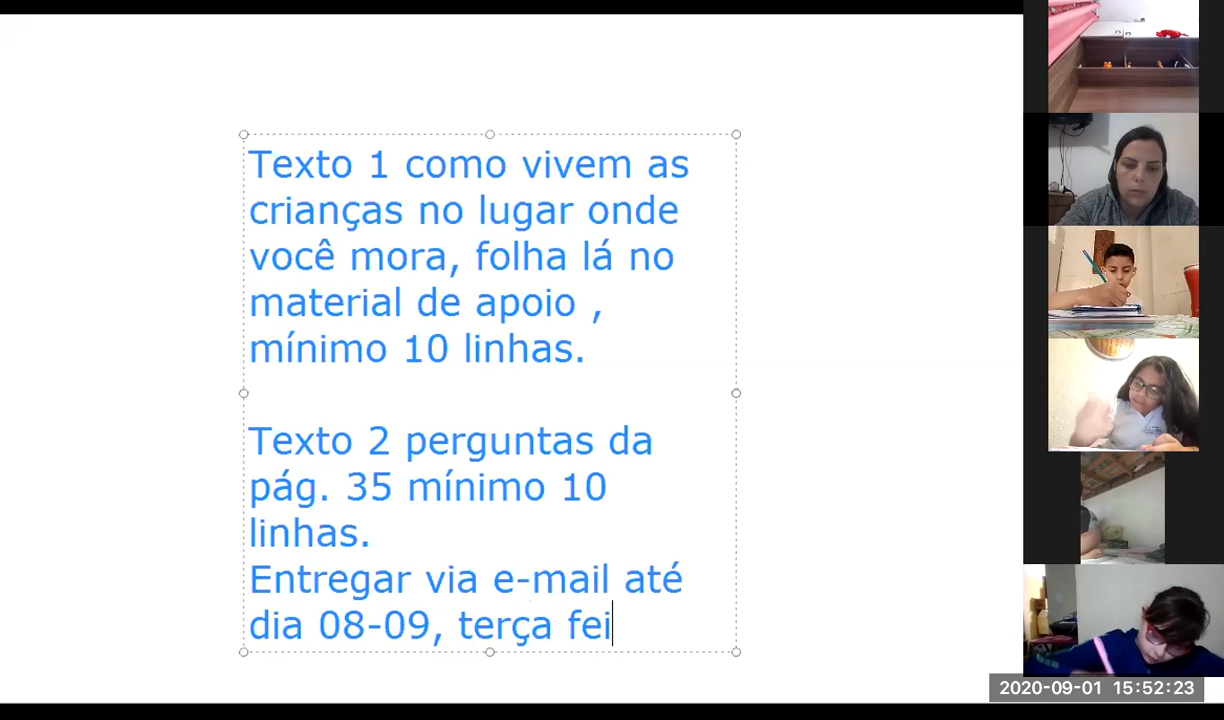 Texto 1 como vivem as
crianças no lugar onde
você mora, folha lá no
material de apoio ,
mínimo 10 linhas.
Texto 2 perguntas da
pág. 35 mínimo 10
linhas.
Entregar via e-mail até
dia 08-09, terça fei
2020-09-01 15:52:23